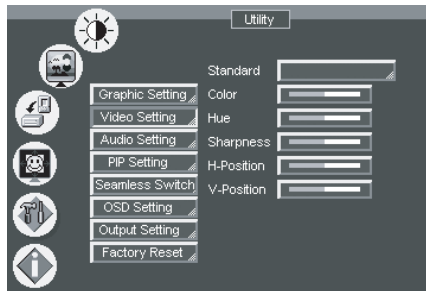 Utility
Standard
Graphic Setting Color
Video Setting Hue
Audio Setting Sharpness
PIP Setting H-Position
Seamless Switch V-Position
OSD Setting
Output Setting
Factory Reset